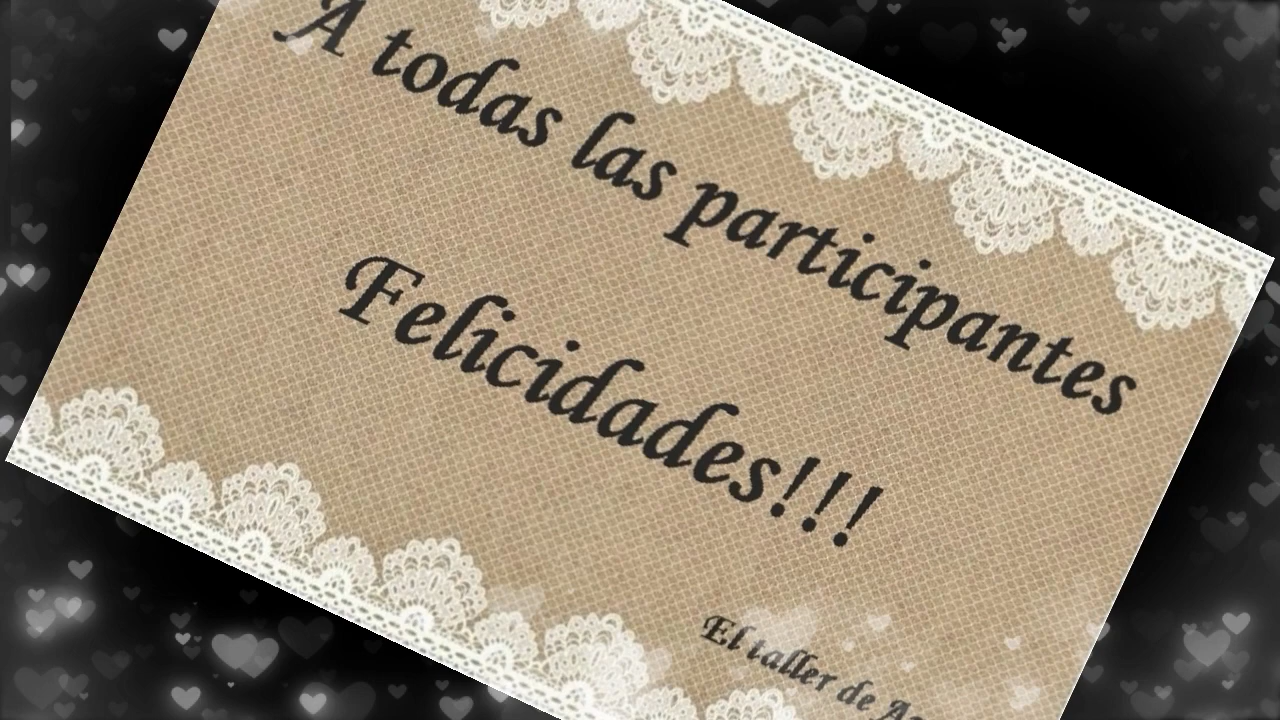 A todas las participantes
Felicidades!!!
El taller de